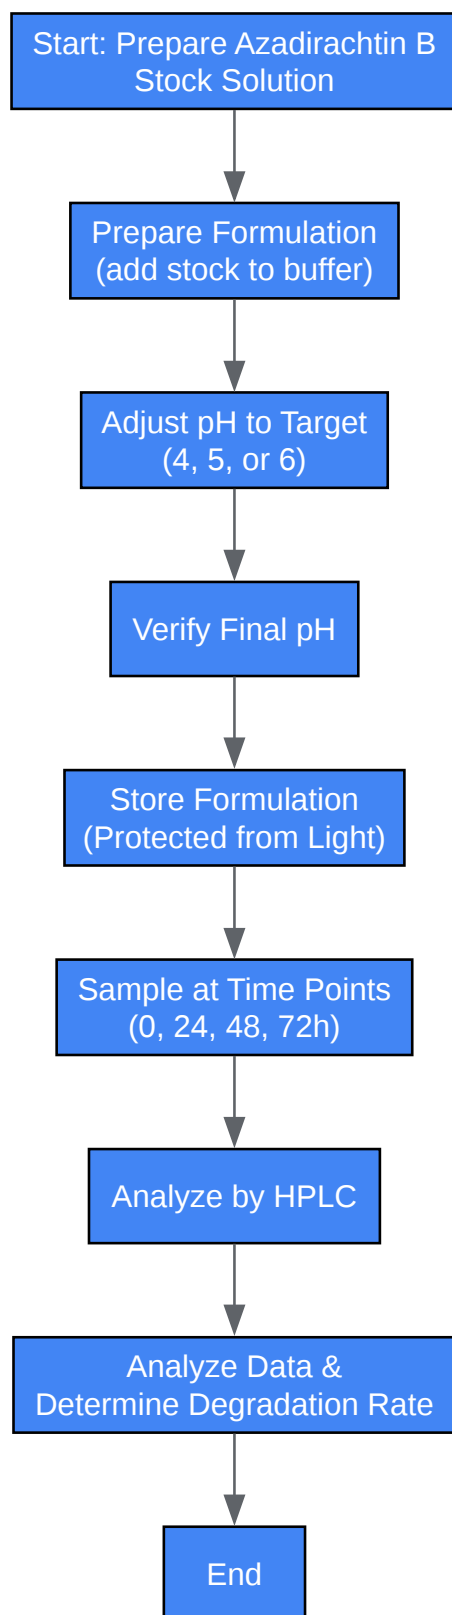 Start: Prepare Azadirachtin B
Stock Solution
Prepare Formulation
(add stock to buffer)
Adjust pH to Target
(4, 5, or 6)
Verify Final pH
Store Formulation
(Protected from Light)
Sample at Time Points
(0, 24, 48, 72h)
Analyze by HPLC
Analyze Data &
Determine Degradation Rate
End